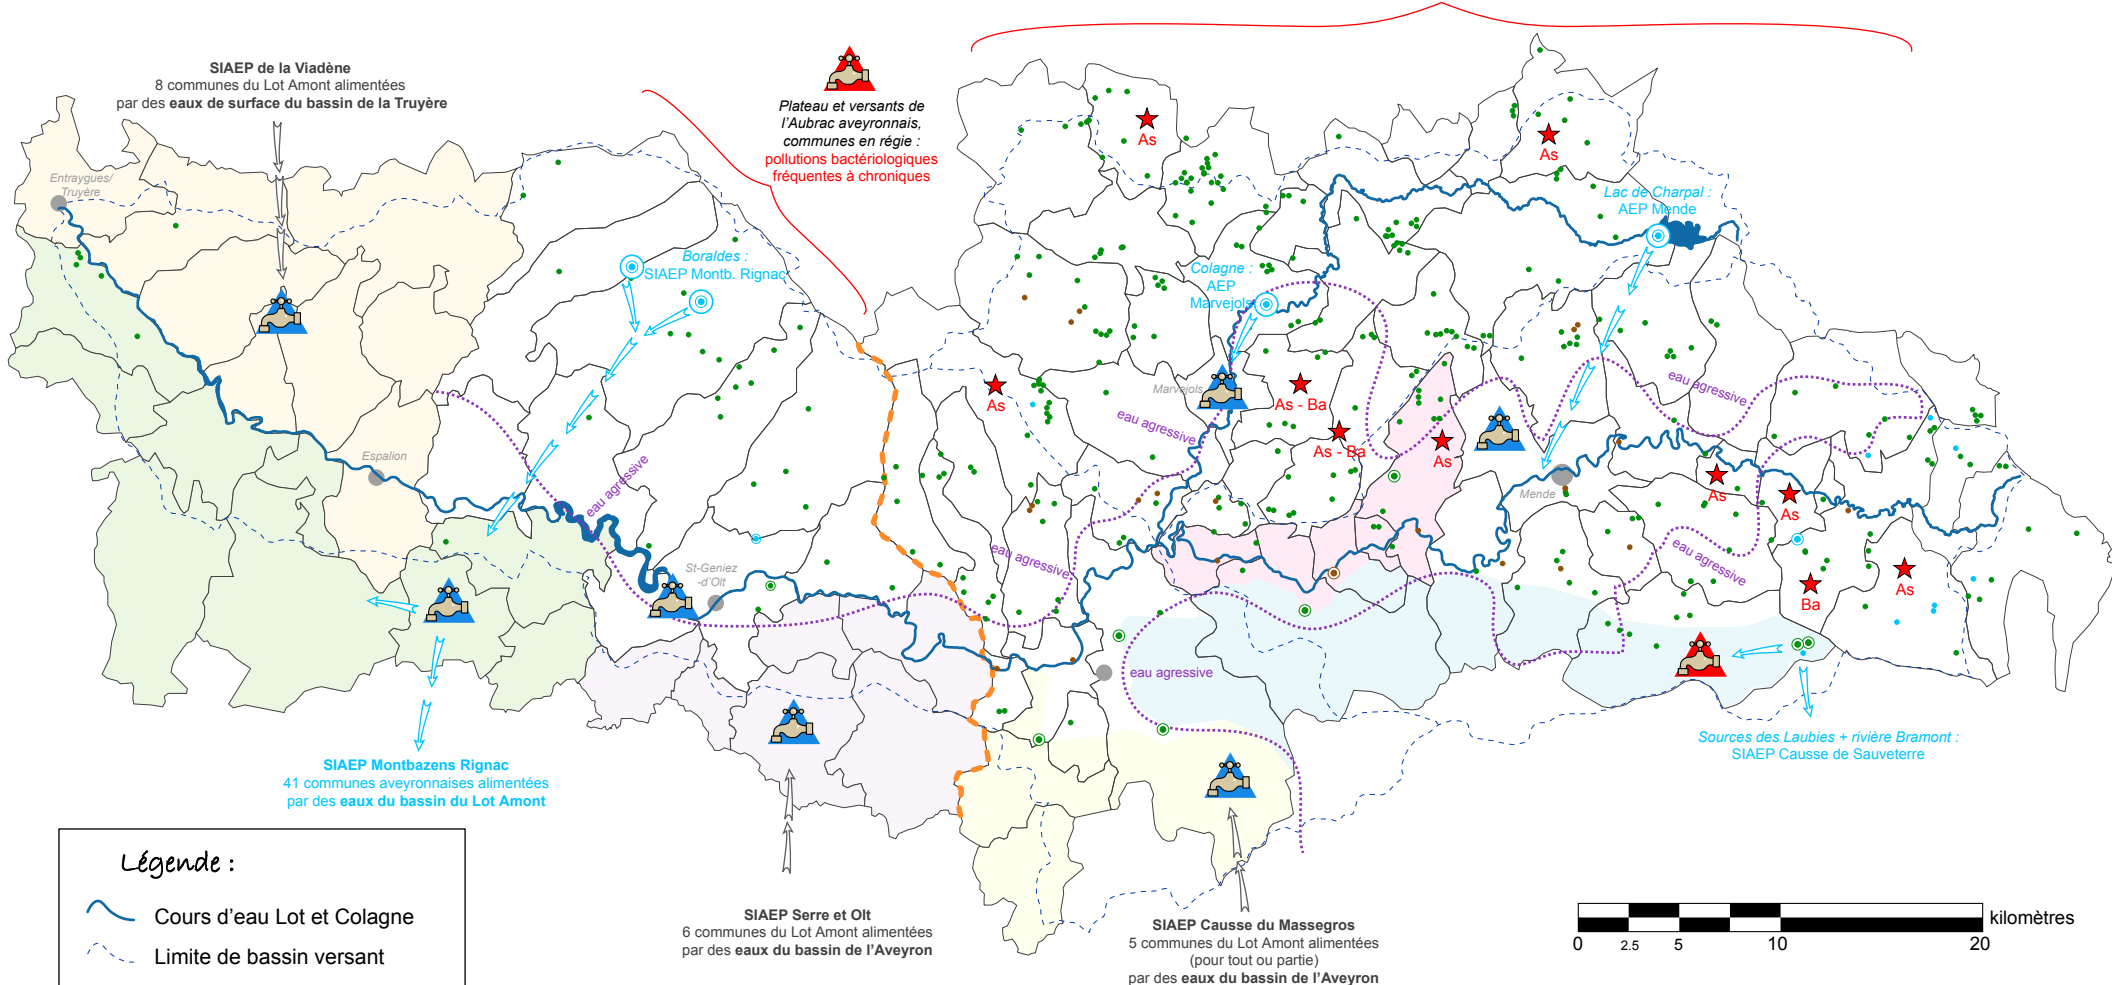 SIAEP de la Viadène
8 communes du Lot Amont alimentées
par des eaux de surface du bassin de la Truyère
Plateau et versants de
l'Aubrac aveyronnais,
communes en régie :
pollutions bactériologiques
fréquentes à chroniques
As
As
Entraygues/
Truyère
Lac de Charpal :
AEP Mende
Boraldes :
SIAEP Montb. Rignac
Colagne :
AEP
Marvejols
Marvejols
As
As - Ba
As - Ba
As
eau agressive
eau agressive
Espalion
eau agressive
Mende
As
As
eau agressive
eau agressive
St-Geniez
-d'Olt
Ba
As
eau agressive
Sources des Laubies + rivière Bramont :
SIAEP Causse de Sauveterre
SIAEP Montbazens Rignac
41 communes aveyronnaises alimentées
par des eaux du bassin du Lot Amont
Légende :
Cours d'eau Lot et Colagne
Limite de bassin versant
SIAEP Serre et Olt
6 communes du Lot Amont alimentées
par des eaux du bassin de l'Aveyron
SIAEP Causse du Massegros
5 communes du Lot Amont alimentées
(pour tout ou partie)
par des eaux du bassin de l'Aveyron
kilomètres
0 2.5 5 10 20